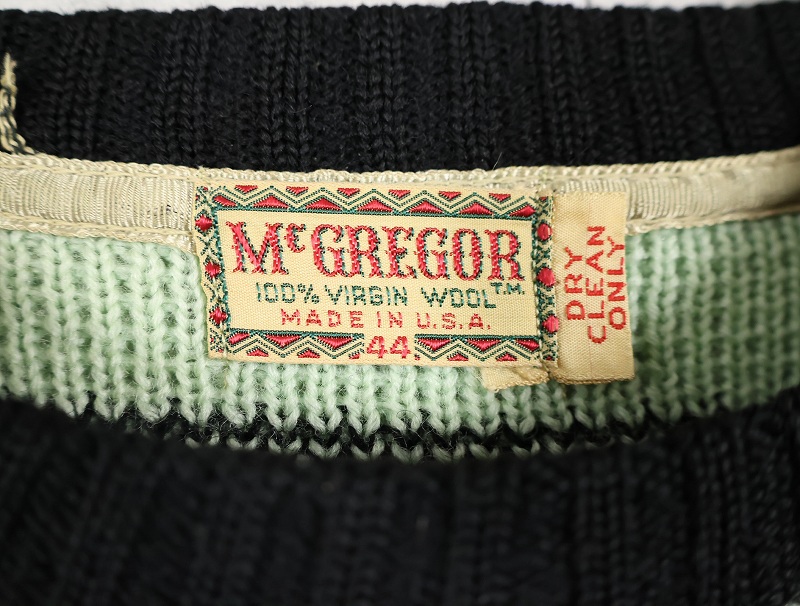 McGREGOR
100% VIRGIN WOOL™
MADE IN U.S.A.
44
DRY
CLEAN
ONLY